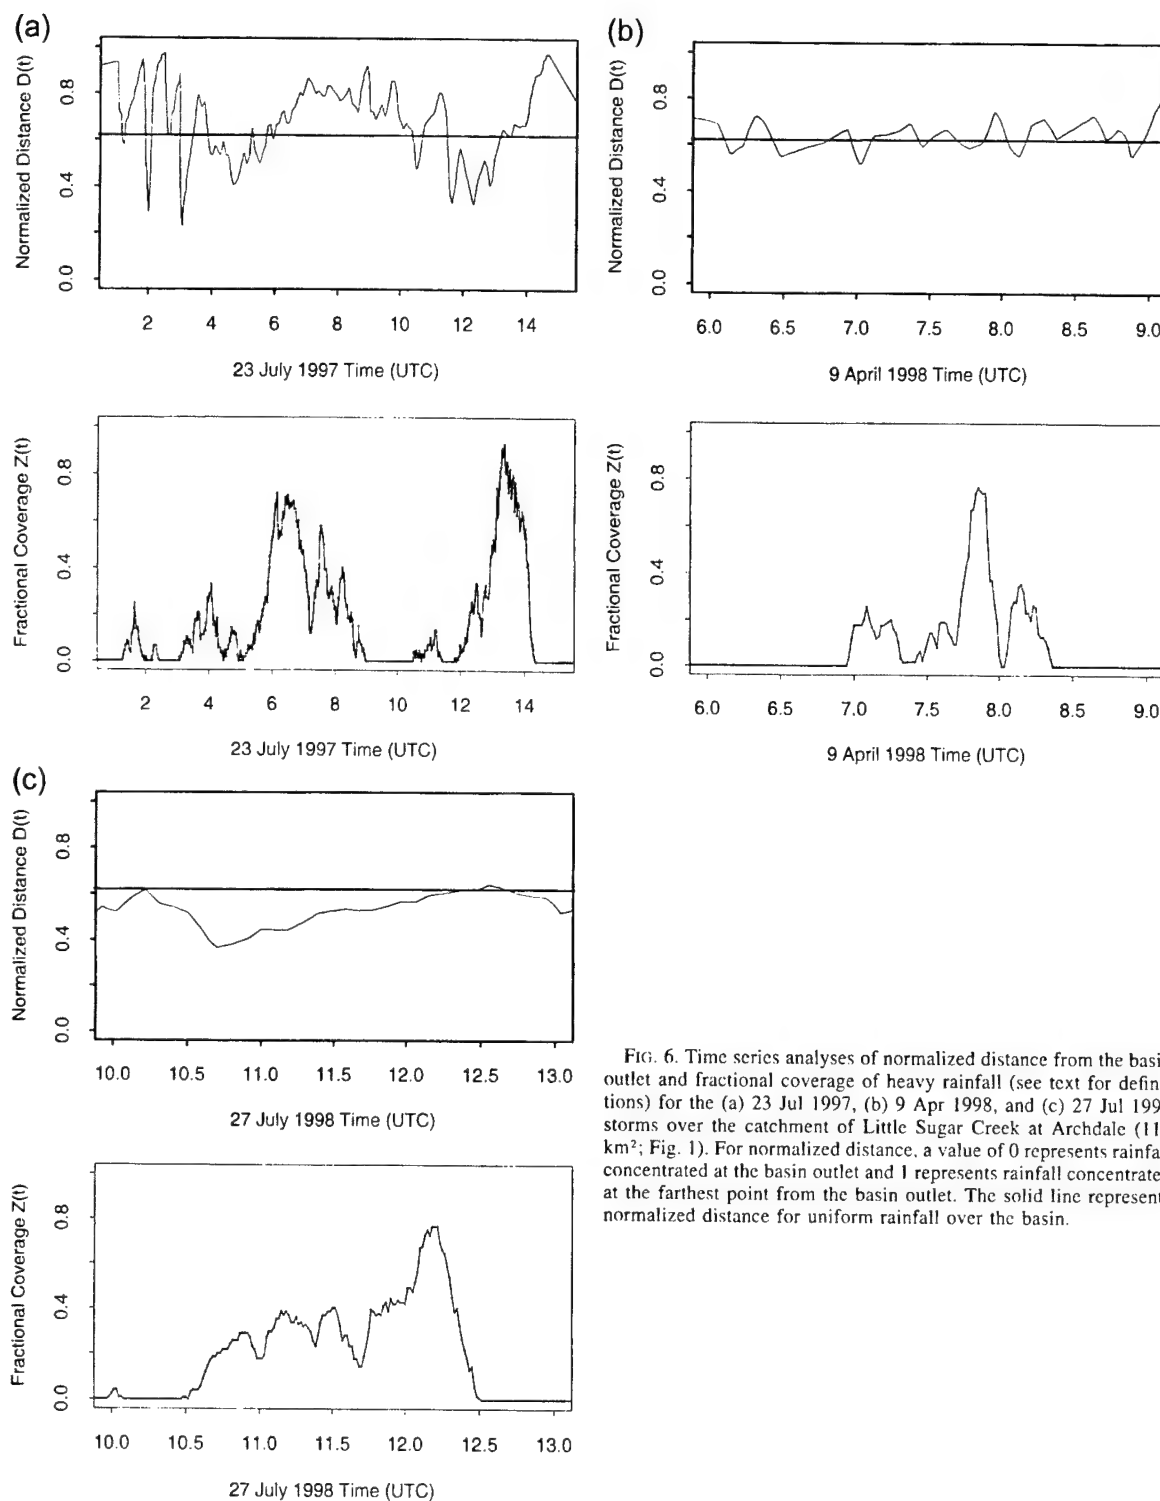 (a)
Normalized Distance D(t)
0.8
0.4
0.0
2 4 6 8 10 12 14
23 July 1997 Time (UTC)
Fractional Coverage Z(t)
0.8
0.4
0.0
2 4 6 8 10 12 14
23 July 1997 Time (UTC)
(b)
Normalized Distance D(t)
0.8
0.4
0.0
6.0 6.5 7.0 7.5 8.0 8.5 9.0
9 April 1998 Time (UTC)
Fractional Coverage Z(t)
0.8
0.4
0.0
6.0 6.5 7.0 7.5 8.0 8.5 9.0
9 April 1998 Time (UTC)
(c)
Normalized Distance D(t)
0.8
0.4
0.0
10.0 10.5 11.0 11.5 12.0 12.5 13.0
27 July 1998 Time (UTC)
Fractional Coverage Z(t)
0.8
0.4
0.0
10.0 10.5 11.0 11.5 12.0 12.5 13.0
27 July 1998 Time (UTC)
FIG. 6. Time series analyses of normalized distance from the basi
outlet and fractional coverage of heavy rainfall (see text for defin
tions) for the (a) 23 Jul 1997, (b) 9 Apr 1998, and (c) 27 Jul 199
storms over the catchment of Little Sugar Creek at Archdale (11
km²; Fig. 1). For normalized distance, a value of 0 represents rainfa
concentrated at the basin outlet and 1 represents rainfall concentrate
at the farthest point from the basin outlet. The solid line represent
normalized distance for uniform rainfall over the basin.